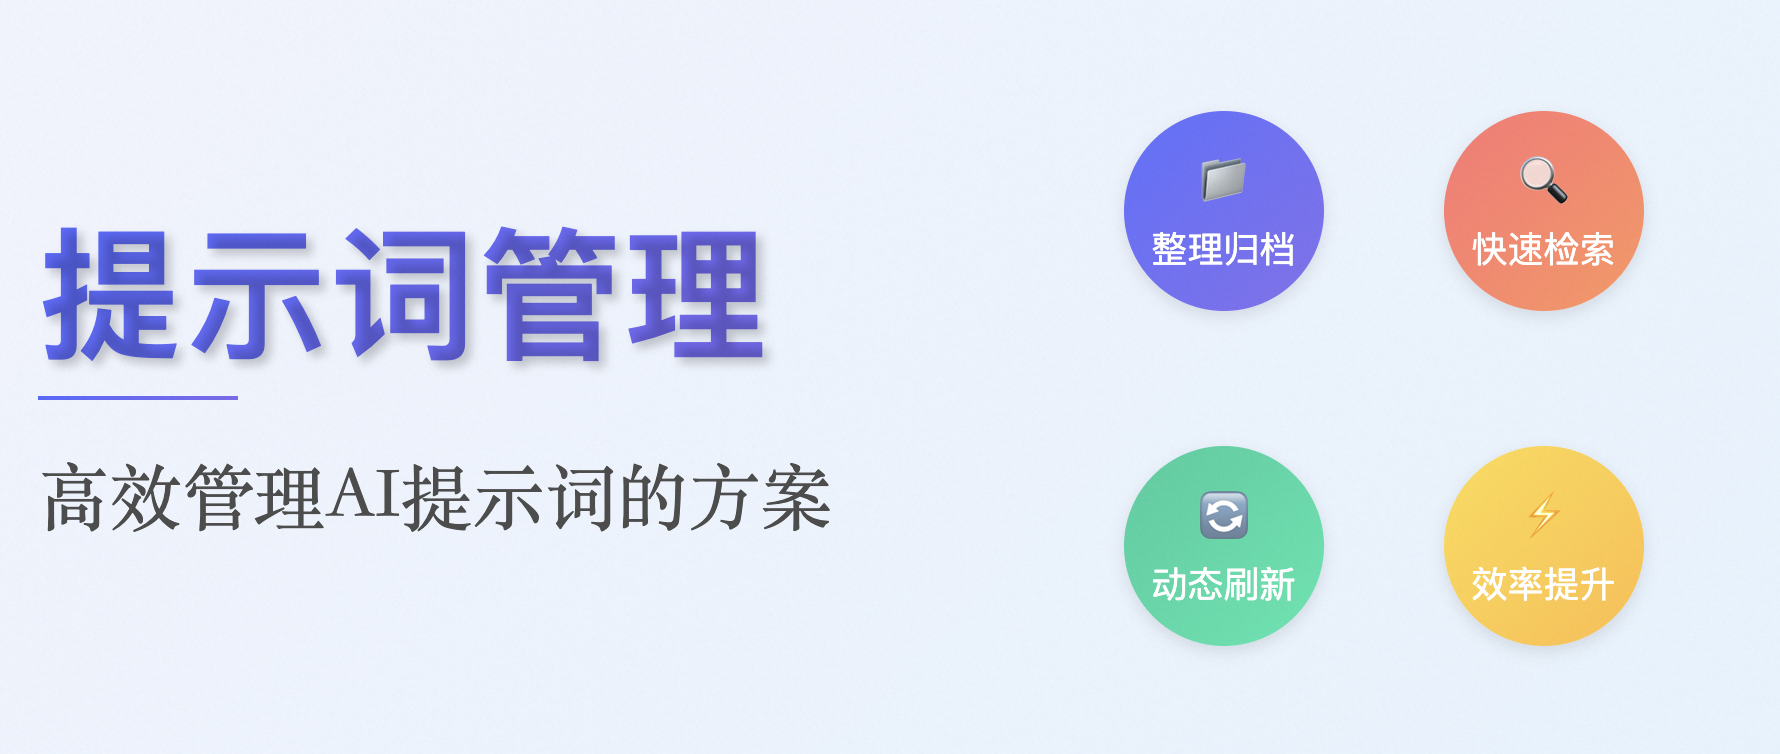 提示词管理
高效管理AI提示词的方案
整理归档
快速检索
动态刷新
效率提升